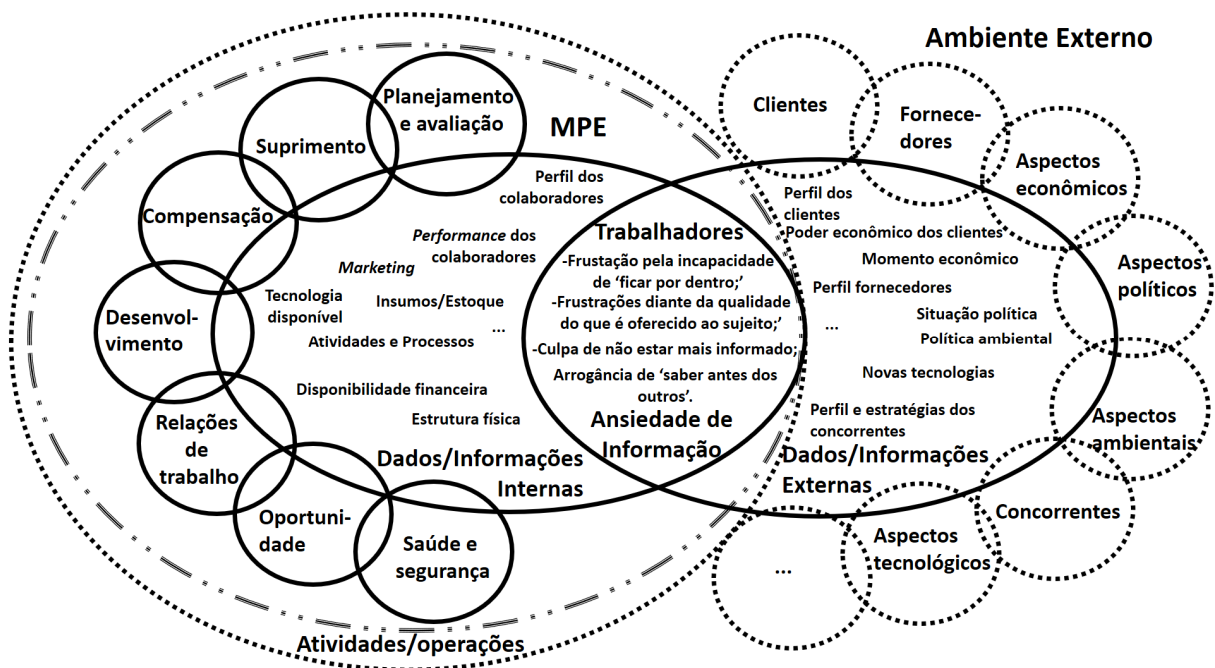 Ambiente Externo
Planejamento
e avaliação
MPE
Suprimento
Compensação
Desenvol-
vimento
Relações
de
trabalho
Oportuni-
dade
Saúde e
segurança
Atividades/operações
Perfil dos
colaboradores
Performance dos
colaboradores
Marketing
Tecnologia
disponível
Insumos/Estoque
...
Atividades e Processos
Disponibilidade financeira
Estrutura física
Dados/Informações
Internas
Trabalhadores
-Frustação pela incapacidade
de ‘ficar por dentro;’
-Frustrações diante da qualidade
do que é oferecido ao sujeito;’
-Culpa de não estar mais informado;
Arrogância de ‘saber antes dos
outros’.
Ansiedade de
Informação
Perfil dos
clientes
Poder econômico dos clientes
Momento econômico
Perfil fornecedores
Situação política
...
Política ambiental
Novas tecnologias
Perfil e estratégias dos
concorrentes
Dados/Informações
Externas
Clientes
Fornece-
dores
Aspectos
econômicos
Aspectos
políticos
Aspectos
ambientais
Concorrentes
Aspectos
tecnológicos
...